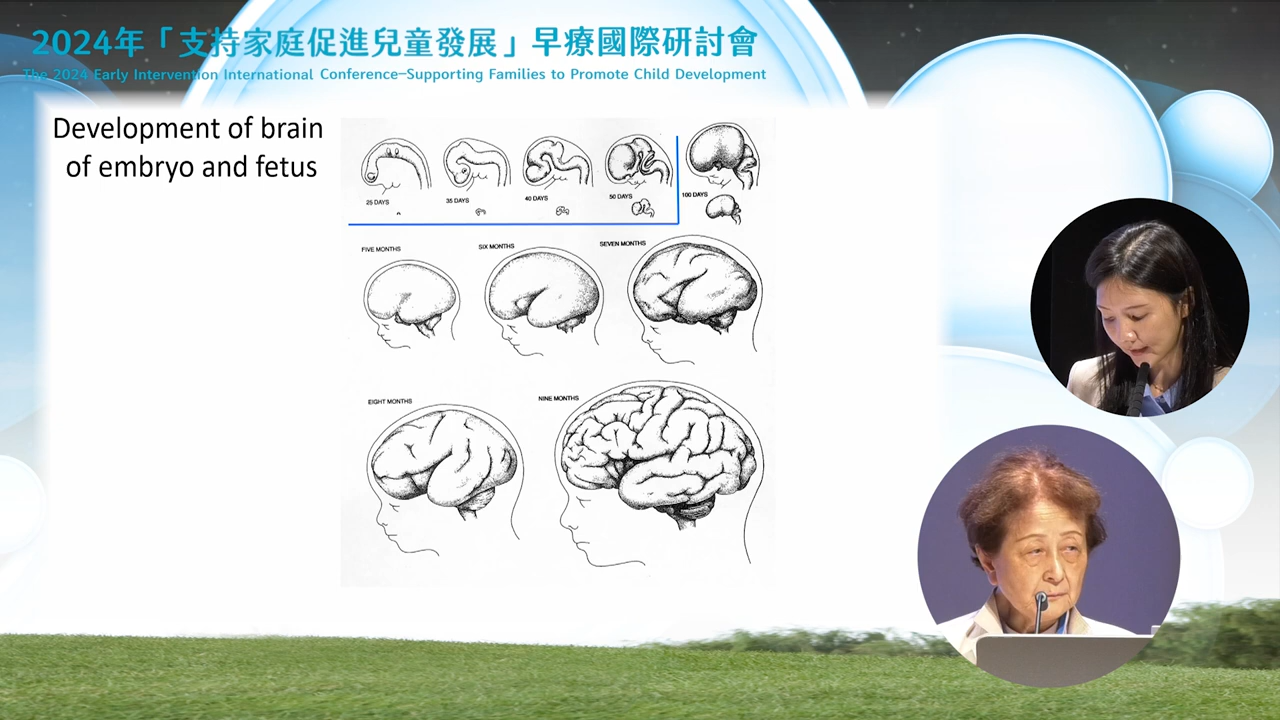 2024年「支持家庭促進兒童發展」早療國際研討會
The 2024 Early Intervention International Conference–Supporting Families to Promote Child Development
Development of brain
of embryo and fetus
25 DAYS
35 DAYS
40 DAYS
50 DAYS
100 DAYS
FIVE MONTHS
SIX MONTHS
SEVEN MONTHS
EIGHT MONTHS
NINE MONTHS